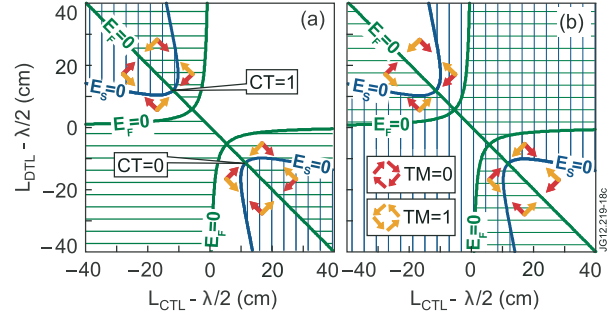 40
20
0
−20
−40
L_DTL - λ/2 (cm)
(a)
E_F=0
E_S=0
E_F=0
CT=1
CT=0
E_S=0
E_F=0
−40 −20 0 20 40
L_CTL - λ/2 (cm)
(b)
E_F=0
E_S=0
E_F=0
TM=0
TM=1
E_S=0
E_F=0
−40 −20 0 20 40
L_CTL - λ/2 (cm)
JG12.219-18c